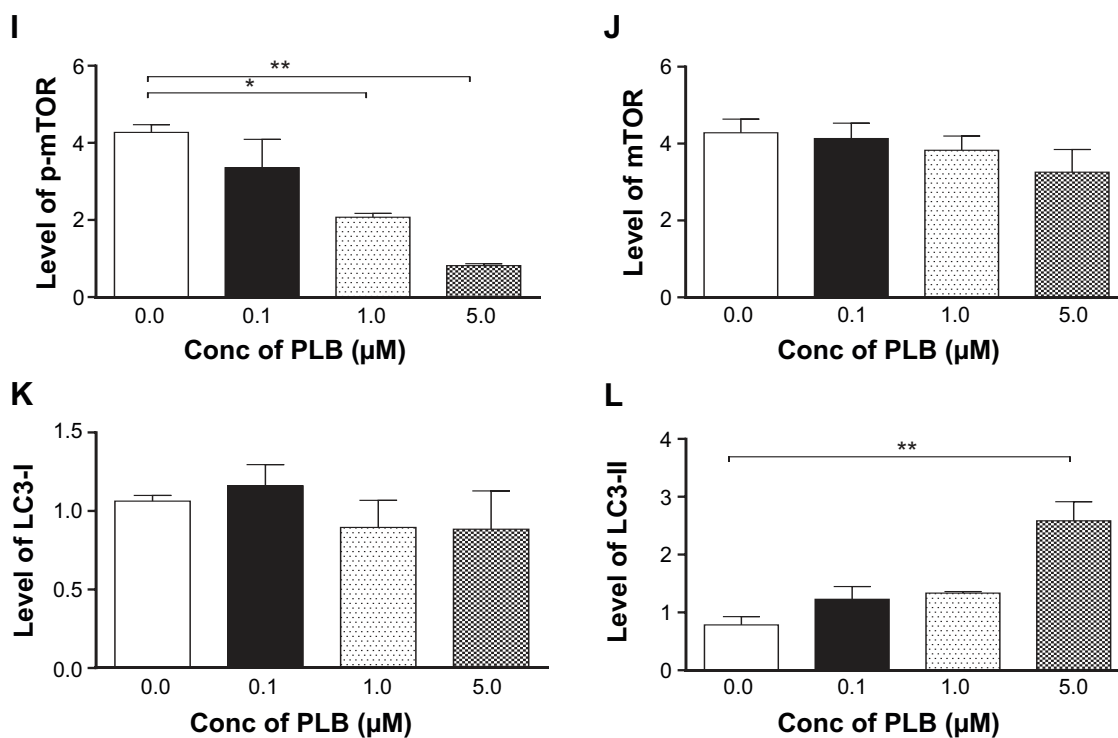 I
Level of p-mTOR
6
4
2
0
**
*
0.0 0.1 1.0 5.0
Conc of PLB (µM)
J
Level of mTOR
6
4
2
0
0.0 0.1 1.0 5.0
Conc of PLB (µM)
K
Level of LC3-I
1.5
1.0
0.5
0.0
0.0 0.1 1.0 5.0
Conc of PLB (µM)
L
Level of LC3-II
4
3
2
1
0
**
0.0 0.1 1.0 5.0
Conc of PLB (µM)